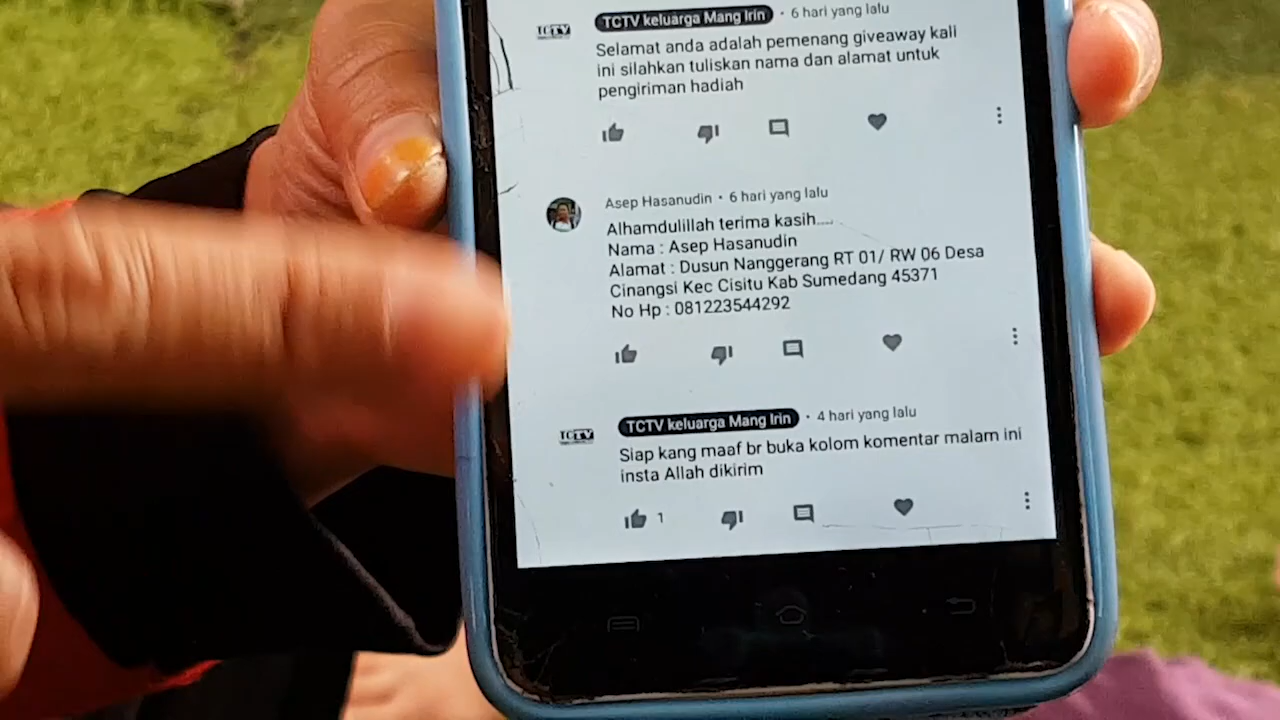 TCTV
TCTV keluarga Mang Irin · 6 hari yang lalu
Selamat anda adalah pemenang giveaway kali
ini silahkan tuliskan nama dan alamat untuk
pengiriman hadiah
Asep Hasanudin · 6 hari yang lalu
Alhamdulillah terima kasih....
Nama : Asep Hasanudin
Alamat : Dusun Nanggerang RT 01/ RW 06 Desa
Cinangsi Kec Cisitu Kab Sumedang 45371
No Hp : 081223544292
TCTV
TCTV keluarga Mang Irin · 4 hari yang lalu
Siap kang maaf br buka kolom komentar malam ini
insta Allah dikirim
1